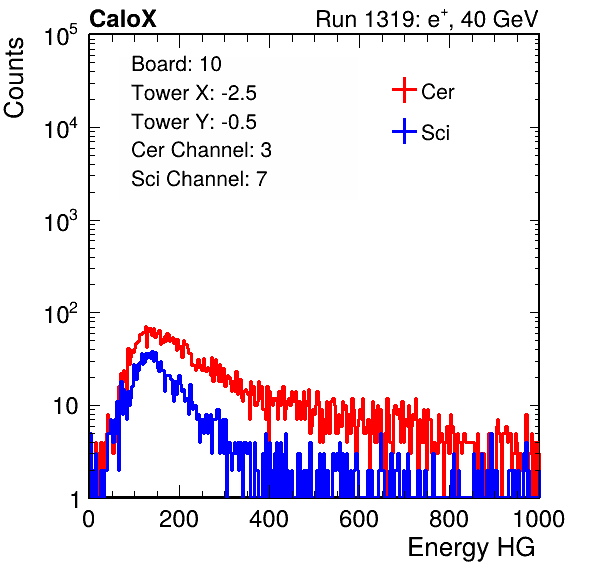 CaloX Run 1319: e⁺, 40 GeV
Counts
10⁵
10⁴
10³
10²
10
1
Board: 10
Tower X: -2.5
Tower Y: -0.5
Cer Channel: 3
Sci Channel: 7
Cer
Sci
0 200 400 600 800 1000
Energy HG